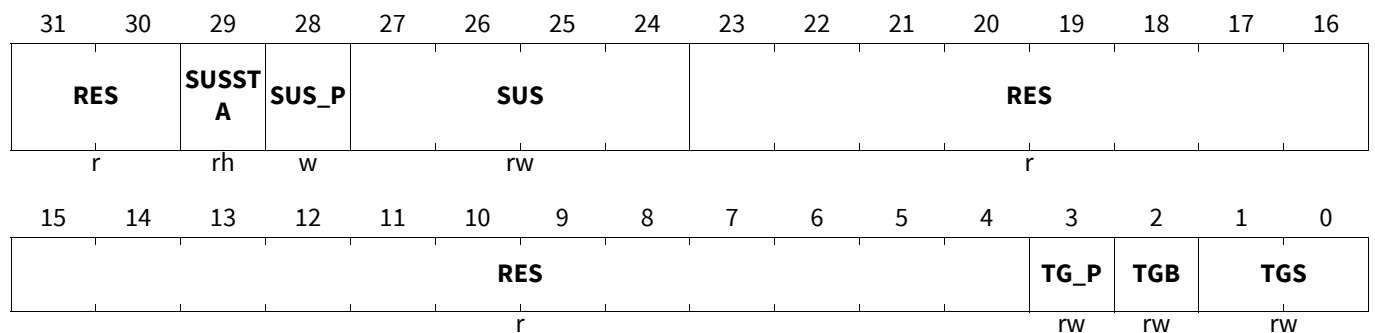 31 30 29 28 27 26 25 24 23 22 21 20 19 18 17 16
RES SUSST A SUS_P SUS RES
r rh w rw r
15 14 13 12 11 10 9 8 7 6 5 4 3 2 1 0
RES TG_P TGB TGS
r rw rw rw